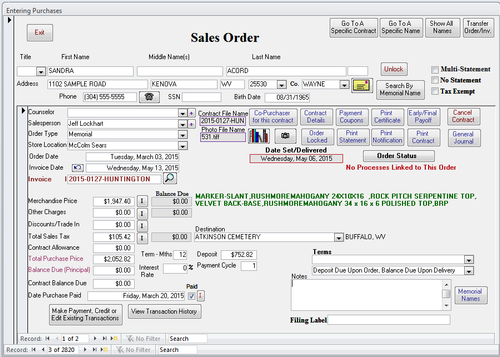 Entering Purchases
Exit
Sales Order
Go To A Specific Contract
Go To A Specific Name
Show All Names
Transfer Order/Inv.
Title First Name Middle Name(s) Last Name
SANDRA ACORD
Unlock
Multi-Statement
No Statement
Tax Exempt
Address 1102 SAMPLE ROAD KENOVA WV 25530 Co. WAYNE
Search By Memorial Name
Phone (304) 555-5555 SSN Birth Date 08/31/1965
Counselor
Salesperson Jeff Lockhart
Order Type Memorial
Store Location McColm Sears
Order Date Tuesday, March 03, 2015
Invoice Date Wednesday, May 13, 2015
Invoice 2015-0127-HUNTINGTON
Contract File Name
2015-0127-HUN
Photo File Name
531.tif
Co-Purchaser for this contract
Contract Details
Payment Coupons
Print Certificate
Early/Final Payoff
Cancel Contract
Order Locked
Print Statement
Print Notification
Print Contract
General Journal
Date Set/Delivered
Wednesday, May 06, 2015
Order Status
No Processes Linked to This Order
Balance Due
MARKER-SLANT,RUSHMOREMAHOGANY 24X10X16 ,ROCK PITCH SERPENTINE TOP,
VELVET BACK-BASE,RUSHMOREMAHOGANY 34 x 16 x 6 POLISHED TOP,BRP
Merchandise Price $1,947.40 I $0.00
Other Charges $0.00 I $0.00
Discounts/Trade In $0.00 I
Total Sales Tax $105.42 I $0.00
Destination
ATKINSON CEMETERY BUFFALO, WV
Contract Allowance $0.00
Total Purchase Price $2,052.82
Balance Due (Principal) $0.00
Contract Balance Due $0.00
Term - Mths 12 Deposit $752.82
Interest Rate 0 % Payment Cycle 1
Terms
Deposit Due Upon Order, Balance Due Upon Delivery
Notes
Memorial Names
Paid
Date Purchase Paid Friday, March 20, 2015 I
Make Payment, Credit or Edit Existing Transactions
View Transaction History
Filing Label
Record: 1 of 2 No Filter Search
Record: 3 of 2820 No Filter Search